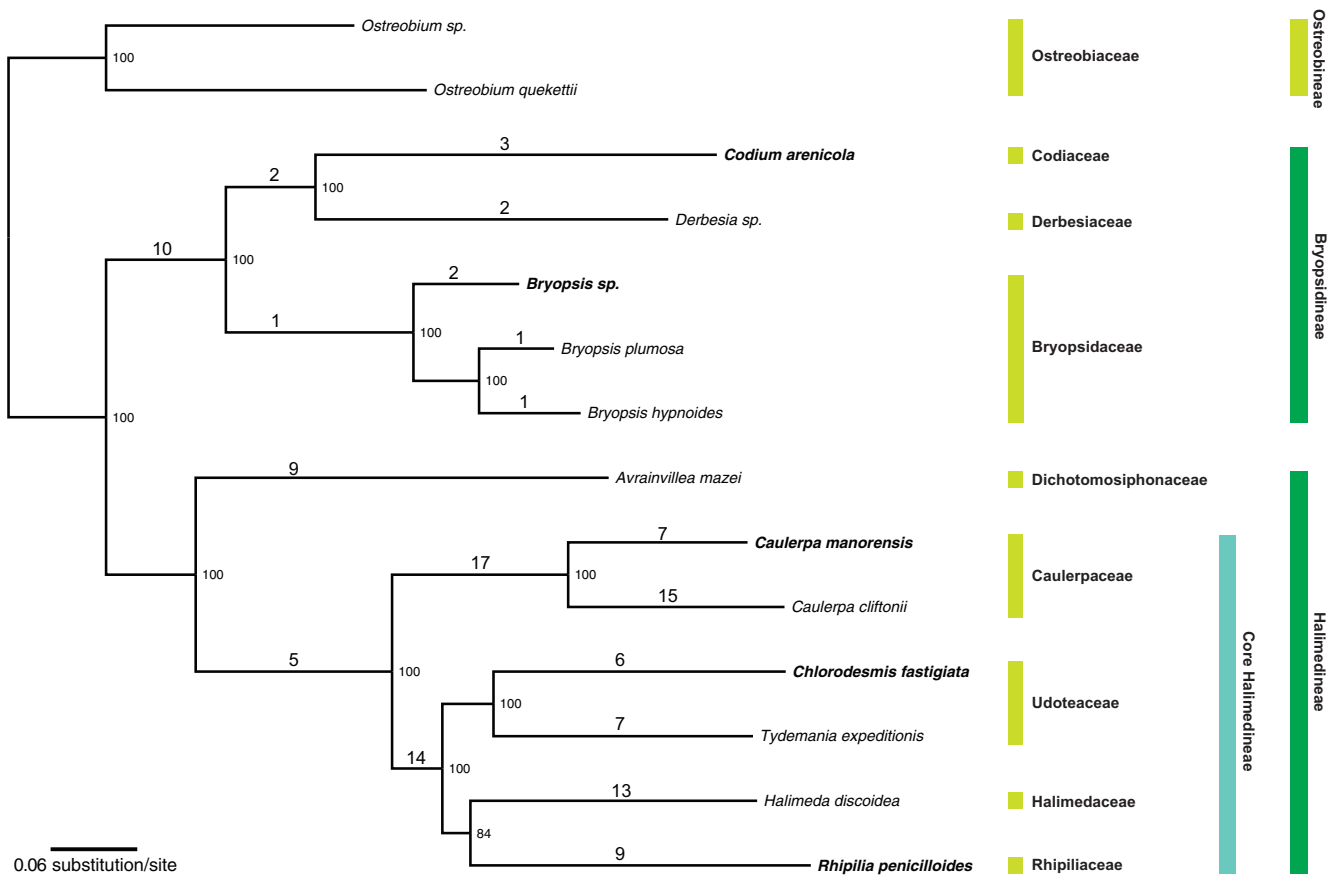 Ostreobium sp.
100
Ostreobium quekettii
Ostreobiaceae
Ostreobineae
3
Codium arenicola
Codiaceae
2
100
2
Derbesia sp.
Derbesiaceae
10
100
2
Bryopsis sp.
1
100
1
Bryopsis plumosa
Bryopsidaceae
100
1
Bryopsis hypnoides
Bryopsidineae
100
9
Avrainvillea mazei
Dichotomosiphonaceae
7
Caulerpa manorensis
17
100
100
Caulerpaceae
15
Caulerpa cliftonii
5
100
6
Chlorodesmis fastigiata
100
Udoteaceae
7
Tydemania expeditionis
14
100
13
Halimeda discoidea
Halimedaceae
84
9
Rhipilia penicilloides
Rhipiliaceae
Core Halimedineae
Halimedineae
0.06 substitution/site